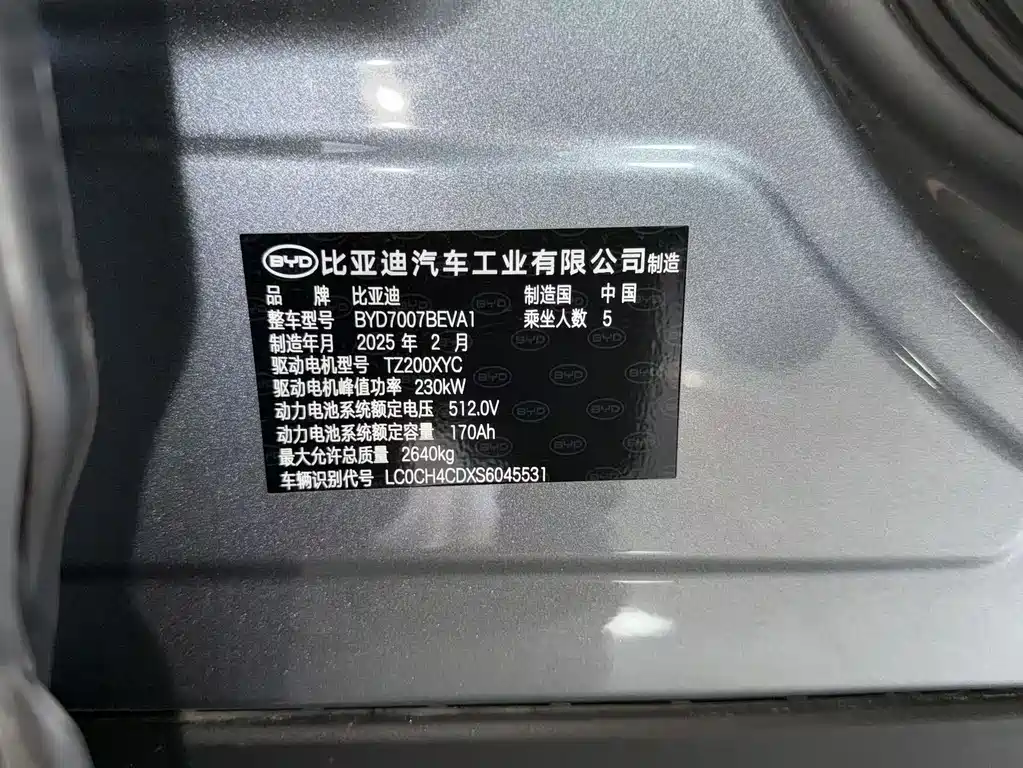 BYD比亚迪汽车工业有限公司制造
品 牌 比亚迪 制造国 中国
整车型号 BYD7007BEVA1 乘坐人数 5
制造年月 2025 年 2 月
驱动电机型号 TZ200XYC
驱动电机峰值功率 230kW
动力电池系统额定电压 512.0V
动力电池系统额定容量 170Ah
最大允许总质量 2640kg
车辆识别代号 LC0CH4CDXS6045531